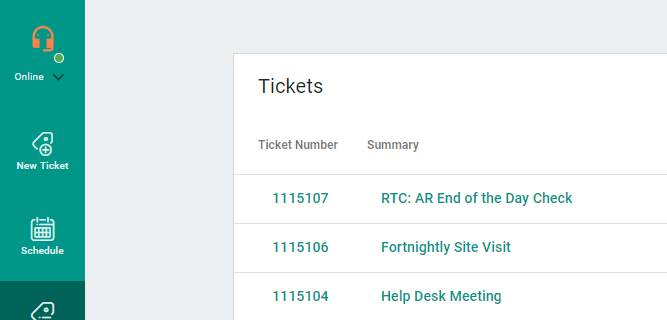 Online
New Ticket
Schedule
Tickets
Ticket Number Summary
1115107 RTC: AR End of the Day Check
1115106 Fortnightly Site Visit
1115104 Help Desk Meeting